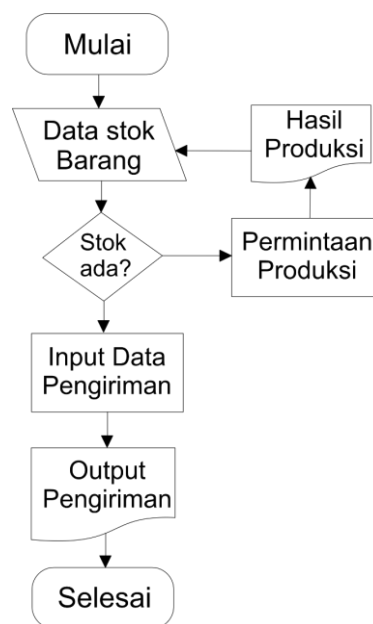 Mulai
Data stok
Barang
Hasil
Produksi
Stok
ada?
Permintaan
Produksi
Input Data
Pengiriman
Output
Pengiriman
Selesai